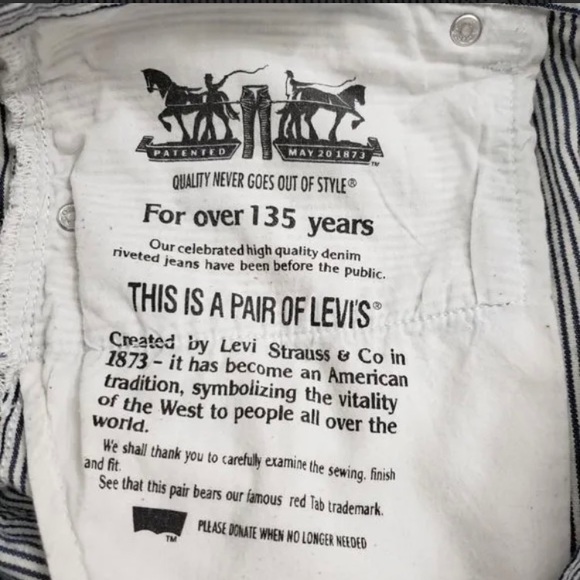 PATENTED MAY 20 1873
TM
QUALITY NEVER GOES OUT OF STYLE®
For over 135 years
Our celebrated high quality denim
riveted jeans have been before the public.
THIS IS A PAIR OF LEVI'S®
Created by Levi Strauss & Co in
1873 – it has become an American
tradition, symbolizing the vitality
of the West to people all over the
world.
We shall thank you to carefully examine the sewing, finish
and fit.
See that this pair bears our famous red Tab trademark.
TM
PLEASE DONATE WHEN NO LONGER NEEDED